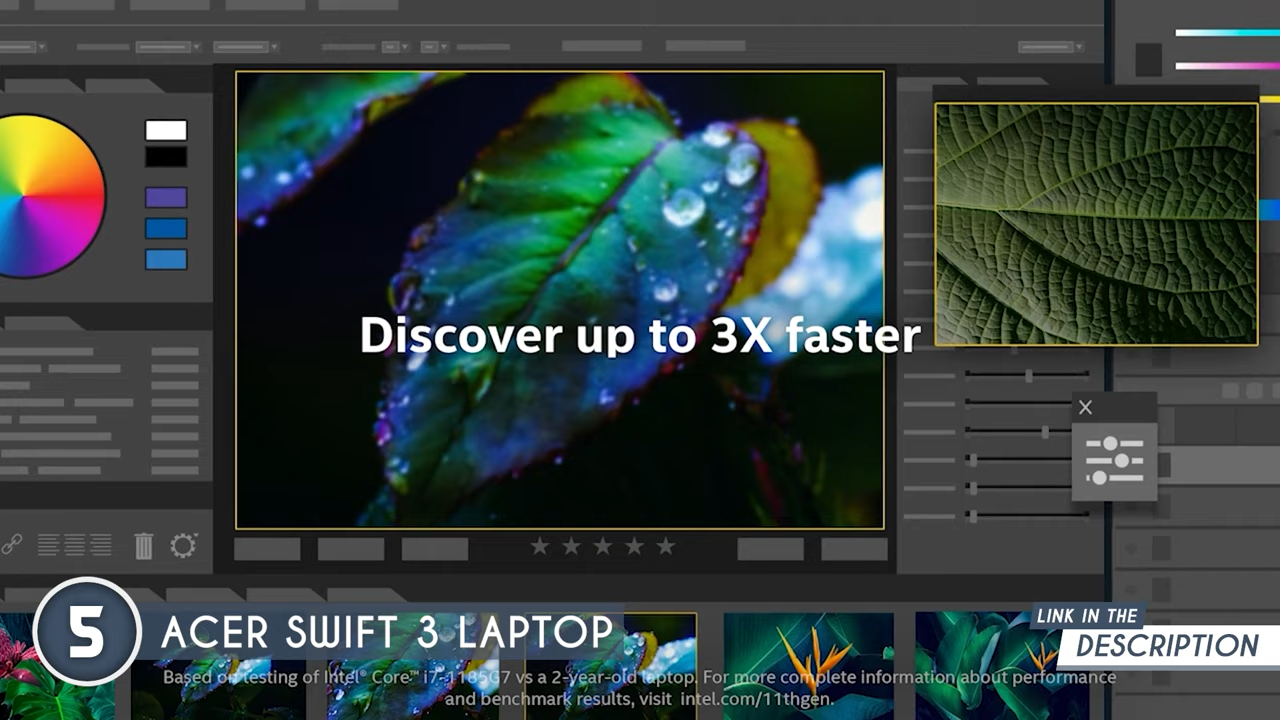 Discover up to 3X faster
5
ACER SWIFT 3 LAPTOP
LINK IN THE
DESCRIPTION
Based on testing of Intel® Core™ i7-1185G7 vs a 2-year-old laptop. For more complete information about performance
and benchmark results, visit intel.com/11thgen.